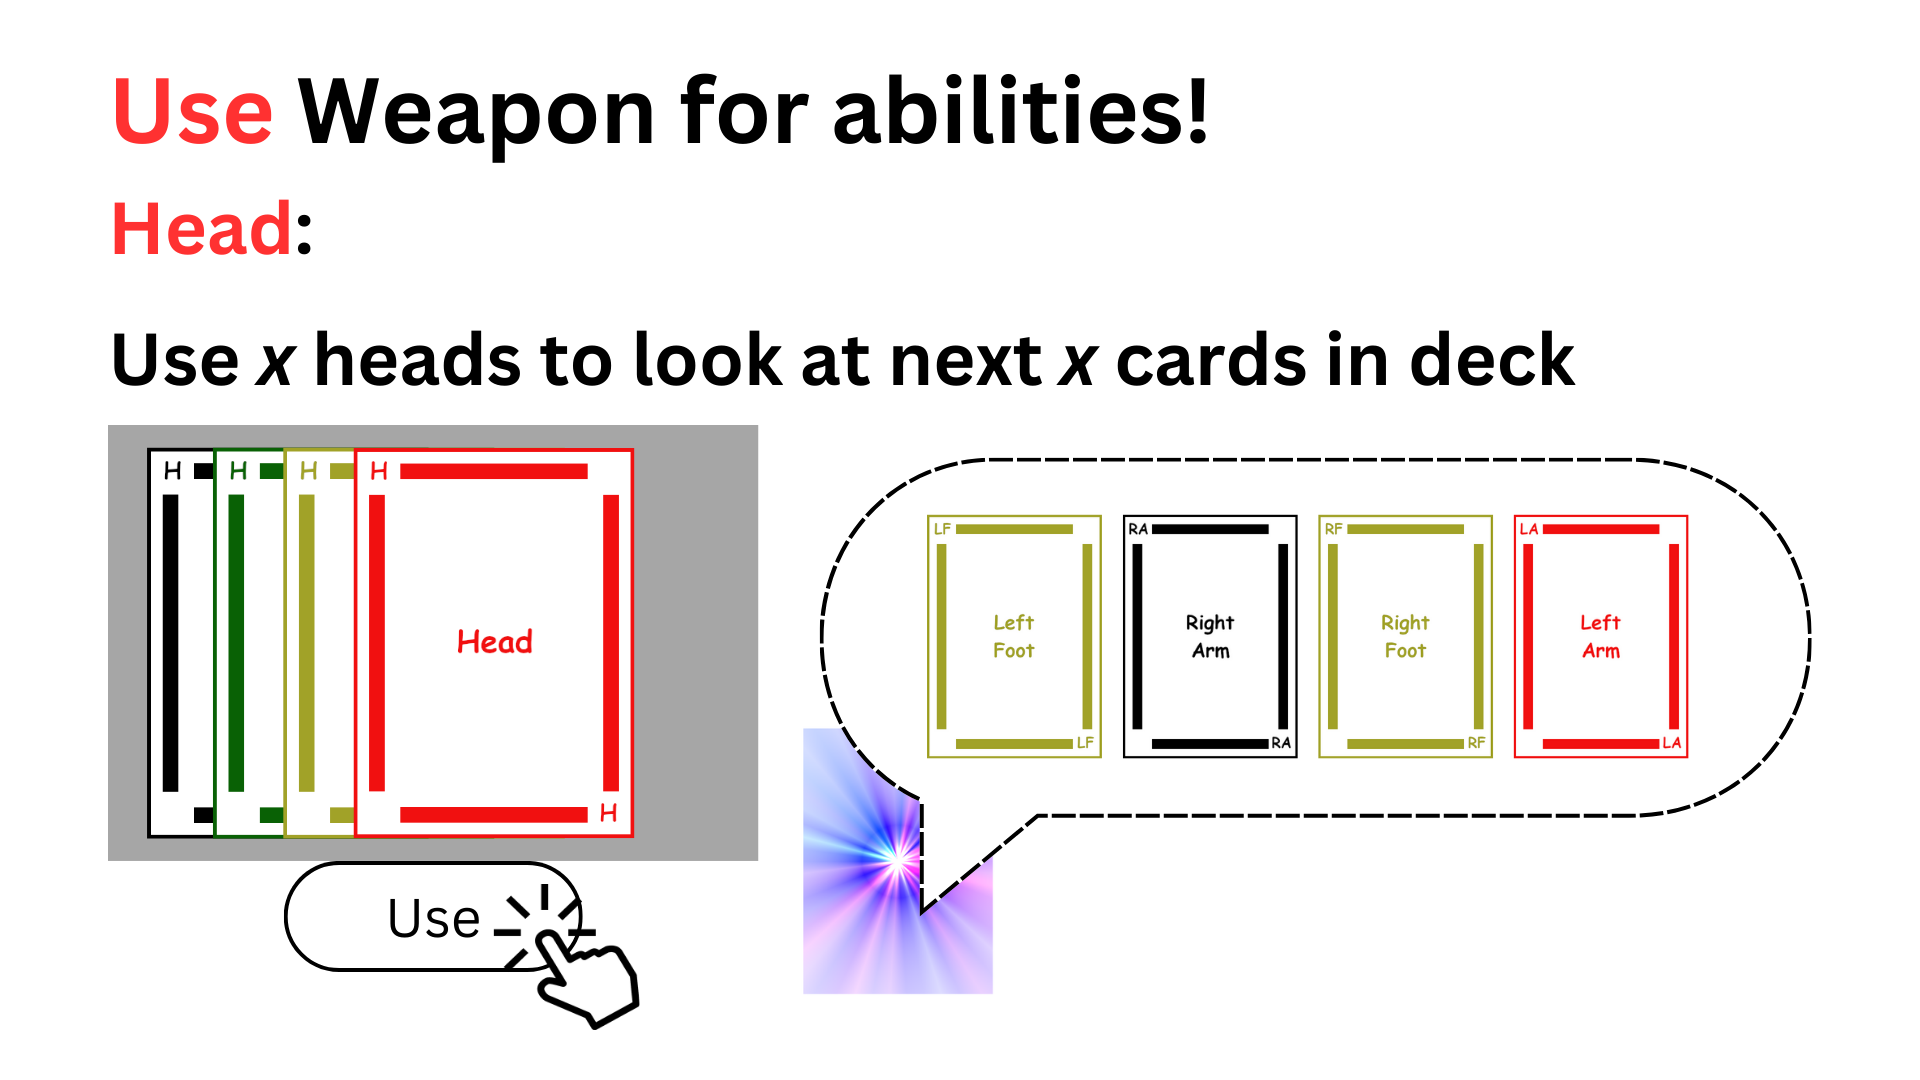 Use Weapon for abilities!
Head:
Use x heads to look at next x cards in deck
H
H
H
H
Head
H
Use
LF
Left
Foot
LF
RA
Right
Arm
RA
RF
Right
Foot
RF
LA
Left
Arm
LA